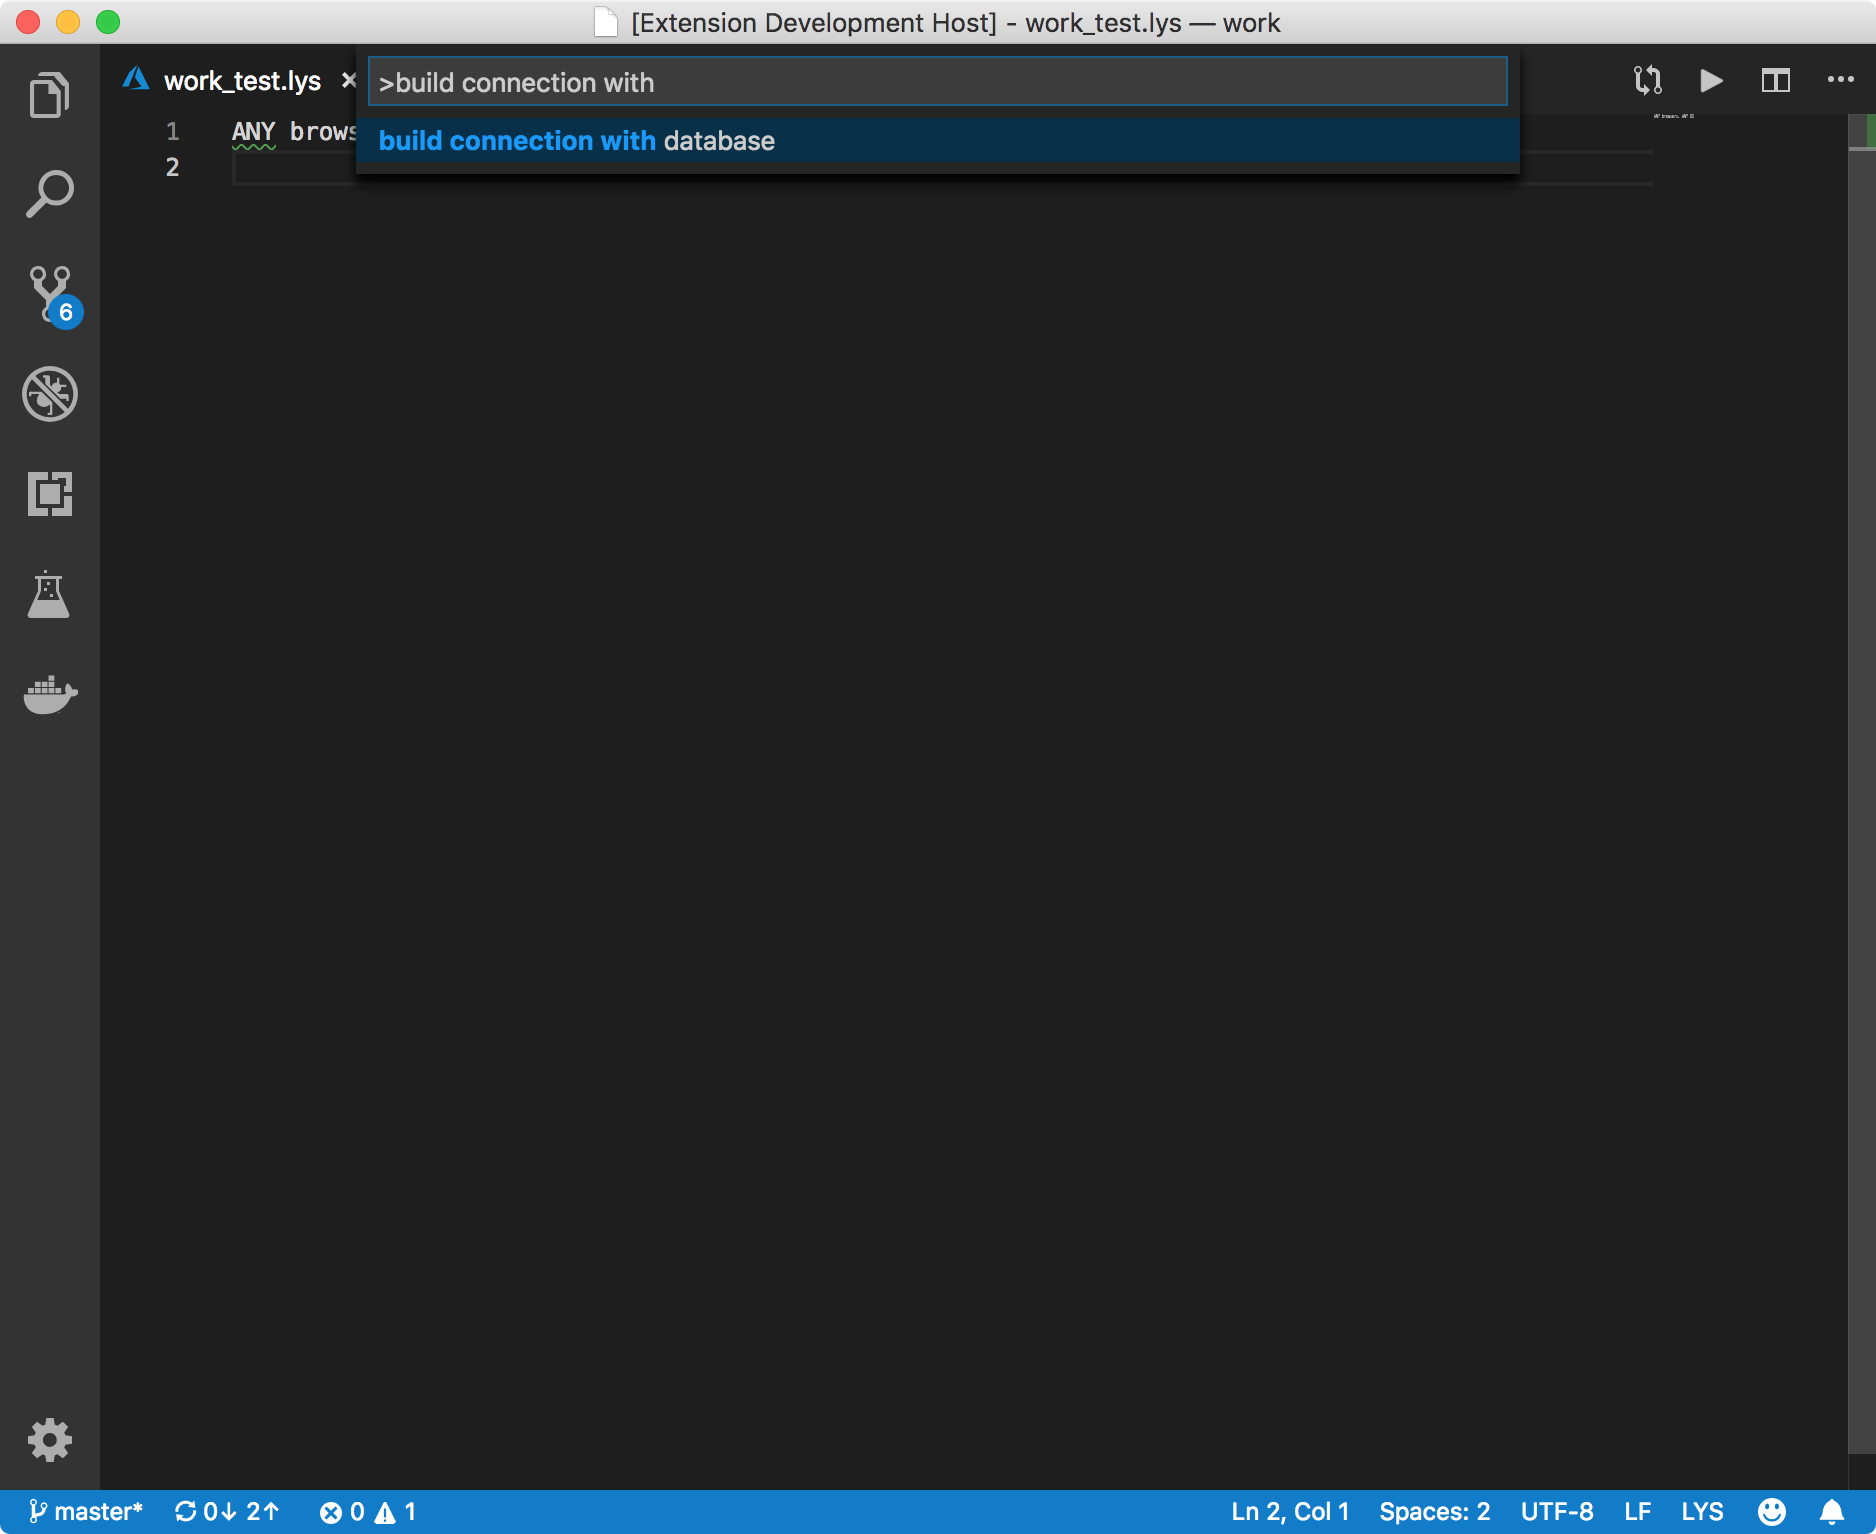 [Extension Development Host] - work_test.lys — work
work_test.lys
>build connection with
build connection with database
1 ANY brows
2
6
master* 0↓ 2↑ 0 1 Ln 2, Col 1 Spaces: 2 UTF-8 LF LYS